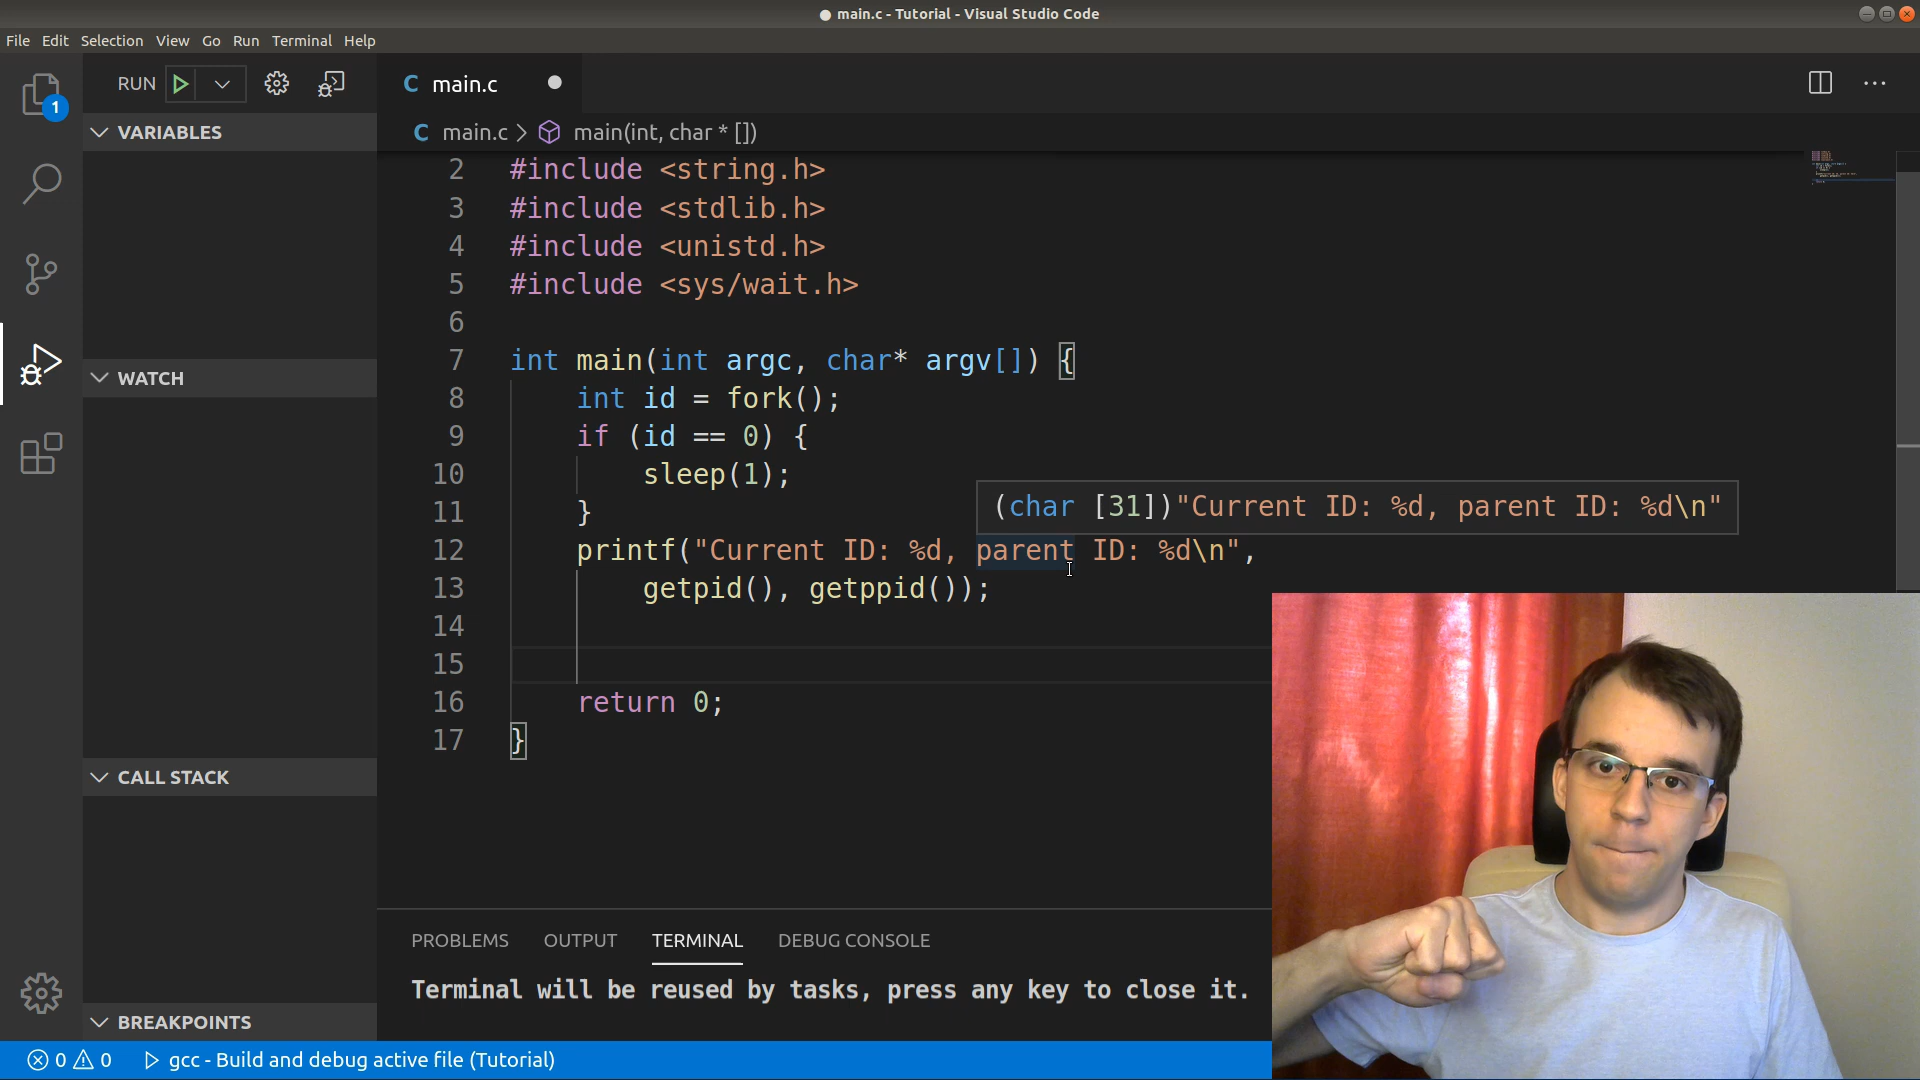 ● main.c - Tutorial - Visual Studio Code
File Edit Selection View Go Run Terminal Help
RUN
1
VARIABLES
WATCH
CALL STACK
BREAKPOINTS
C main.c
C main.c > main(int, char * [])
2 #include <string.h>
3 #include <stdlib.h>
4 #include <unistd.h>
5 #include <sys/wait.h>
6
7 int main(int argc, char* argv[]) {
8 int id = fork();
9 if (id == 0) {
10 sleep(1);
(char [31])"Current ID: %d, parent ID: %d\n"
11 }
12 printf("Current ID: %d, parent ID: %d\n",
13 getpid(), getppid());
14
15
16 return 0;
17 }
PROBLEMS OUTPUT TERMINAL DEBUG CONSOLE
Terminal will be reused by tasks, press any key to close it.
0 0 gcc - Build and debug active file (Tutorial)